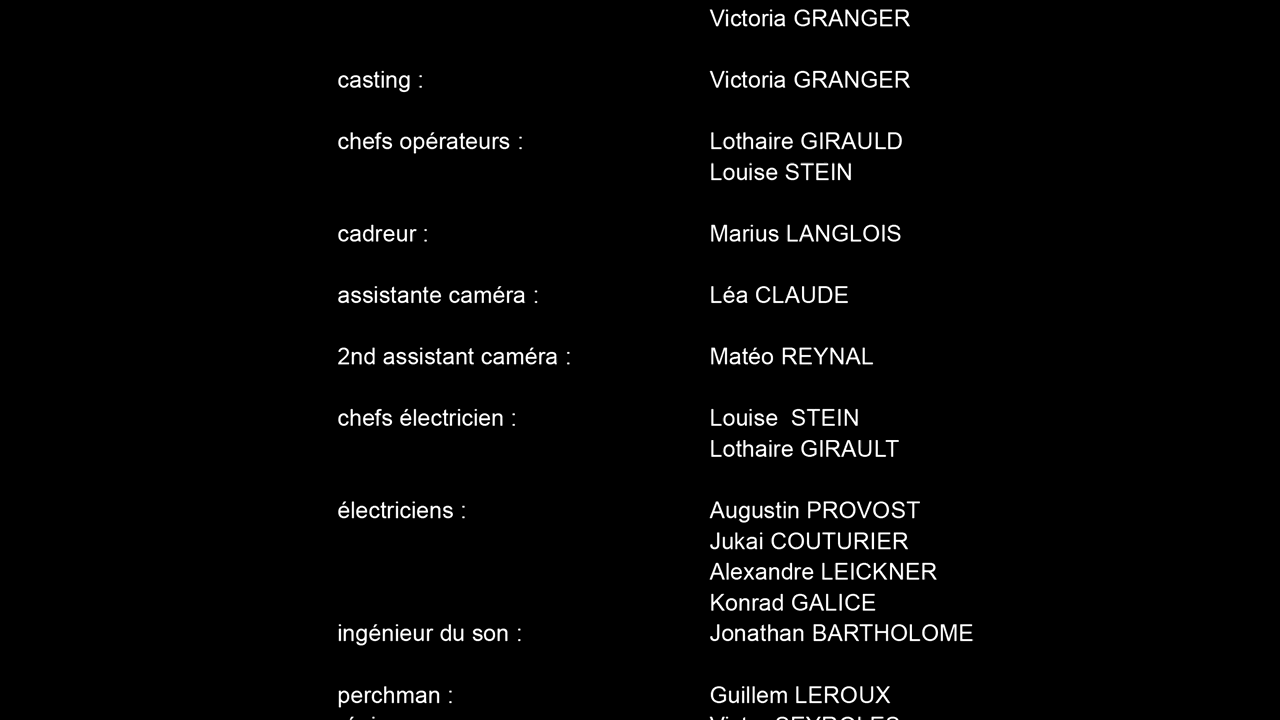 Victoria GRANGER
casting : Victoria GRANGER
chefs opérateurs : Lothaire GIRAULD
Louise STEIN
cadreur : Marius LANGLOIS
assistante caméra : Léa CLAUDE
2nd assistant caméra : Matéo REYNAL
chefs électricien : Louise  STEIN
Lothaire GIRAULT
électriciens : Augustin PROVOST
Jukai COUTURIER
Alexandre LEICKNER
Konrad GALICE
ingénieur du son : Jonathan BARTHOLOME
perchman : Guillem LEROUX